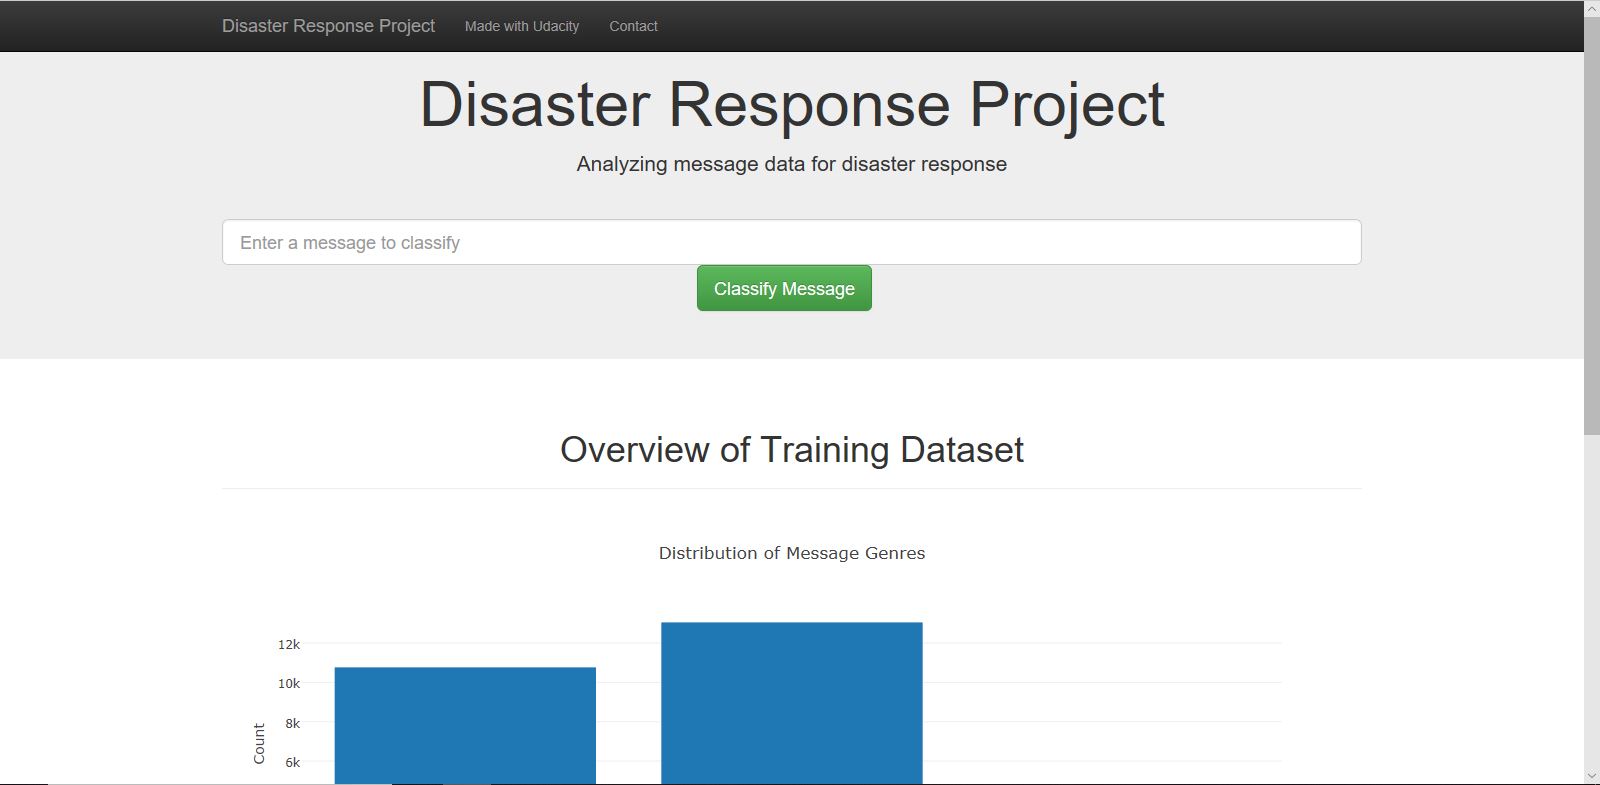 Disaster Response Project Made with Udacity Contact
Disaster Response Project
Analyzing message data for disaster response
Enter a message to classify
Classify Message
Overview of Training Dataset
Distribution of Message Genres
12k
10k
8k
6k
Count